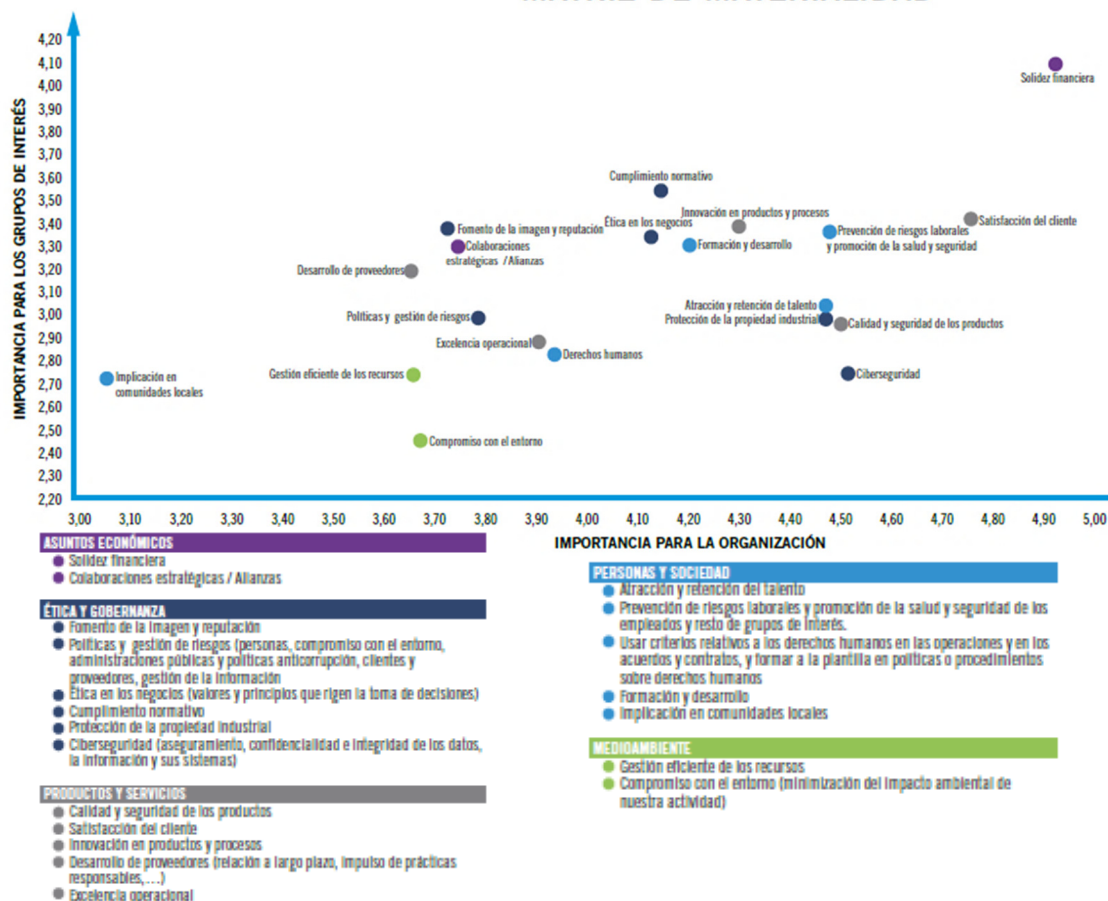 4,20
4,10
4,00
3,90
3,80
3,70
3,60
3,50
3,40
3,30
3,20
3,10
3,00
2,90
2,80
2,70
2,60
2,50
2,40
2,30
2,20
IMPORTANCIA PARA LOS GRUPOS DE INTERÉS
Solidez financiera
Cumplimiento normativo
Innovación en productos y procesos
Ética en los negocios
Satisfacción del cliente
Fomento de la imagen y reputación
Prevención de riesgos laborales
y promoción de la salud y seguridad
Colaboraciones
estratégicas / Alianzas
Formación y desarrollo
Desarrollo de proveedores
Atracción y retención de talento
Políticas y gestión de riesgos
Protección de la propiedad industrial
Calidad y seguridad de los productos
Excelencia operacional
Derechos humanos
Gestión eficiente de los recursos
Ciberseguridad
Implicación en
comunidades locales
Compromiso con el entorno
3,00 3,10 3,20 3,30 3,40 3,50 3,60 3,70 3,80 3,90 4,00 4,10 4,20 4,30 4,40 4,50 4,60 4,70 4,80 4,90 5,00
IMPORTANCIA PARA LA ORGANIZACIÓN
ASUNTOS ECONÓMICOS
Solidez financiera
Colaboraciones estratégicas / Alianzas
ÉTICA Y GOBERNANZA
Fomento de la imagen y reputación
Políticas y gestión de riesgos (personas, compromiso con el entorno,
administraciones públicas y políticas anticorrupción, clientes y
proveedores, gestión de la información
Ética en los negocios (valores y principios que rigen la toma de decisiones)
Cumplimiento normativo
Protección de la propiedad industrial
Ciberseguridad (aseguramiento, confidencialidad e integridad de los datos,
la información y sus sistemas)
PRODUCTOS Y SERVICIOS
Calidad y seguridad de los productos
Satisfacción del cliente
Innovación en productos y procesos
Desarrollo de proveedores (relación a largo plazo, impulso de prácticas
responsables,...)
Excelencia operacional
PERSONAS Y SOCIEDAD
Atracción y retención del talento
Prevención de riesgos laborales y promoción de la salud y seguridad de los
empleados y resto de grupos de interés.
Usar criterios relativos a los derechos humanos en las operaciones y en los
acuerdos y contratos, y formar a la plantilla en políticas o procedimientos
sobre derechos humanos
Formación y desarrollo
Implicación en comunidades locales
MEDIOAMBIENTE
Gestión eficiente de los recursos
Compromiso con el entorno (minimización del impacto ambiental de
nuestra actividad)